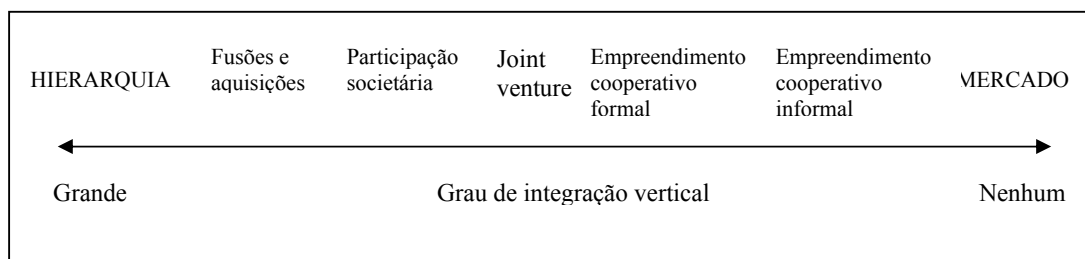 HIERARQUIA
Fusões e
aquisições
Participação
societária
Joint
venture
Empreendimento
cooperativo
formal
Empreendimento
cooperativo
informal
MERCADO
Grande
Grau de integração vertical
Nenhum